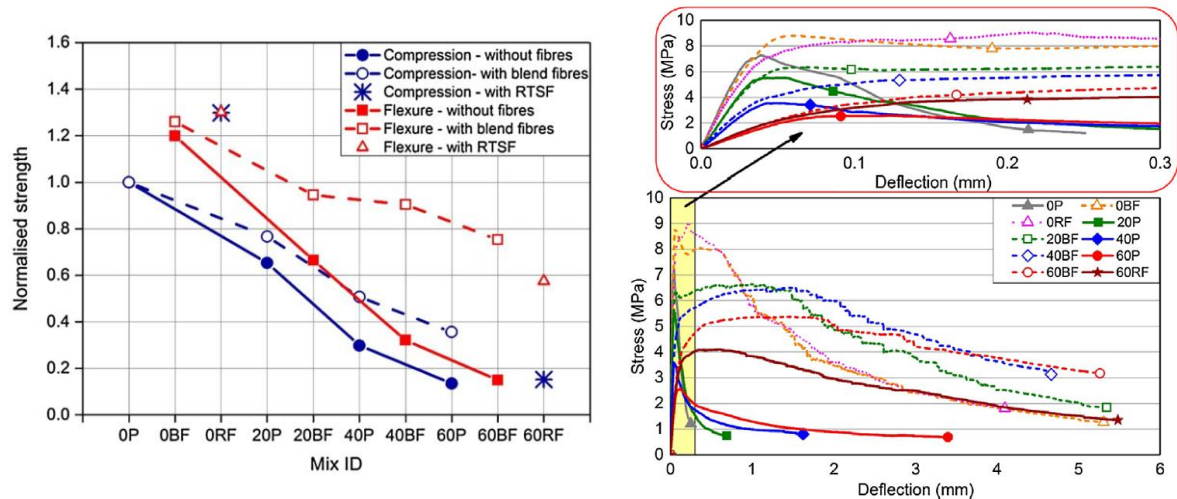 1.6
1.4
1.2
1.0
0.8
0.6
0.4
0.2
0.0
Normalised strength
Compression - without fibres
Compression- with blend fibres
Compression - with RTSF
Flexure - without fibres
Flexure - with blend fibres
Flexure - with RTSF
0P 0BF 0RF 20P 20BF 40P 40BF 60P 60BF 60RF
Mix ID
10
8
6
4
2
0
Stress (MPa)
0.0 0.1 0.2 0.3
Deflection (mm)
10
9
8
7
6
5
4
3
2
1
0
Stress (MPa)
0P 0BF
0RF 20P
20BF 40P
40BF 60P
60BF 60RF
0 1 2 3 4 5 6
Deflection (mm)